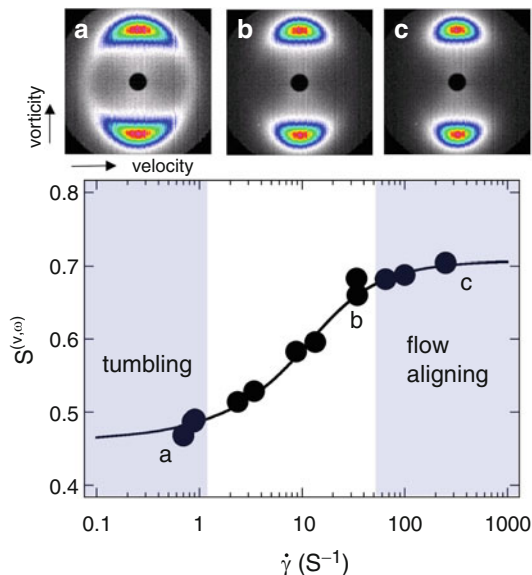 a
b
c
vorticity
velocity
0.8
0.7
0.6
0.5
0.4
S(v,ω)
tumbling
flow
aligning
a
b
c
0.1
1
10
100
1000
γ̇ (S⁻¹)